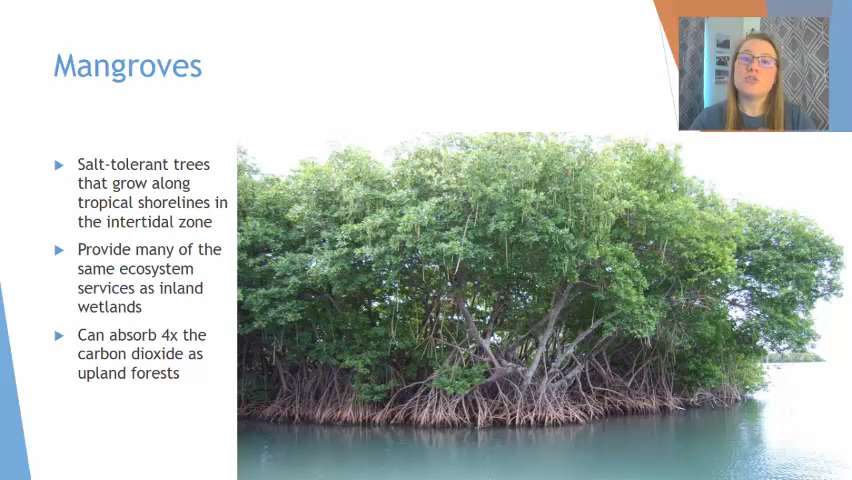 Mangroves
Salt-tolerant trees
that grow along
tropical shorelines in
the intertidal zone
Provide many of the
same ecosystem
services as inland
wetlands
Can absorb 4x the
carbon dioxide as
upland forests